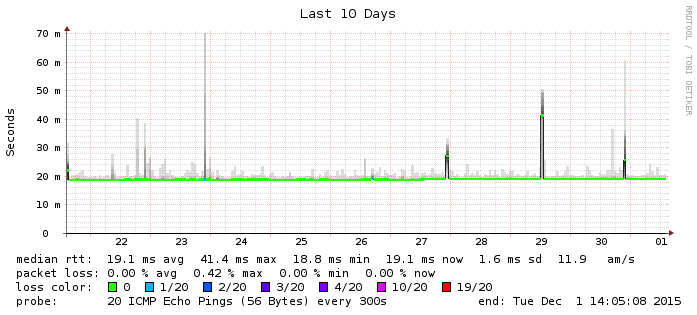 Last 10 Days
RRDTOOL / TOBI OETIKER
Seconds
70 m
60 m
50 m
40 m
30 m
20 m
10 m
0
22 23 24 25 26 27 28 29 30 01
median rtt: 19.1 ms avg 41.4 ms max 18.8 ms min 19.1 ms now 1.6 ms sd 11.9 am/s
packet loss: 0.00 % avg 0.42 % max 0.00 % min 0.00 % now
loss color: 0 1/20 2/20 3/20 4/20 10/20 19/20
probe: 20 ICMP Echo Pings (56 Bytes) every 300s end: Tue Dec 1 14:05:08 2015